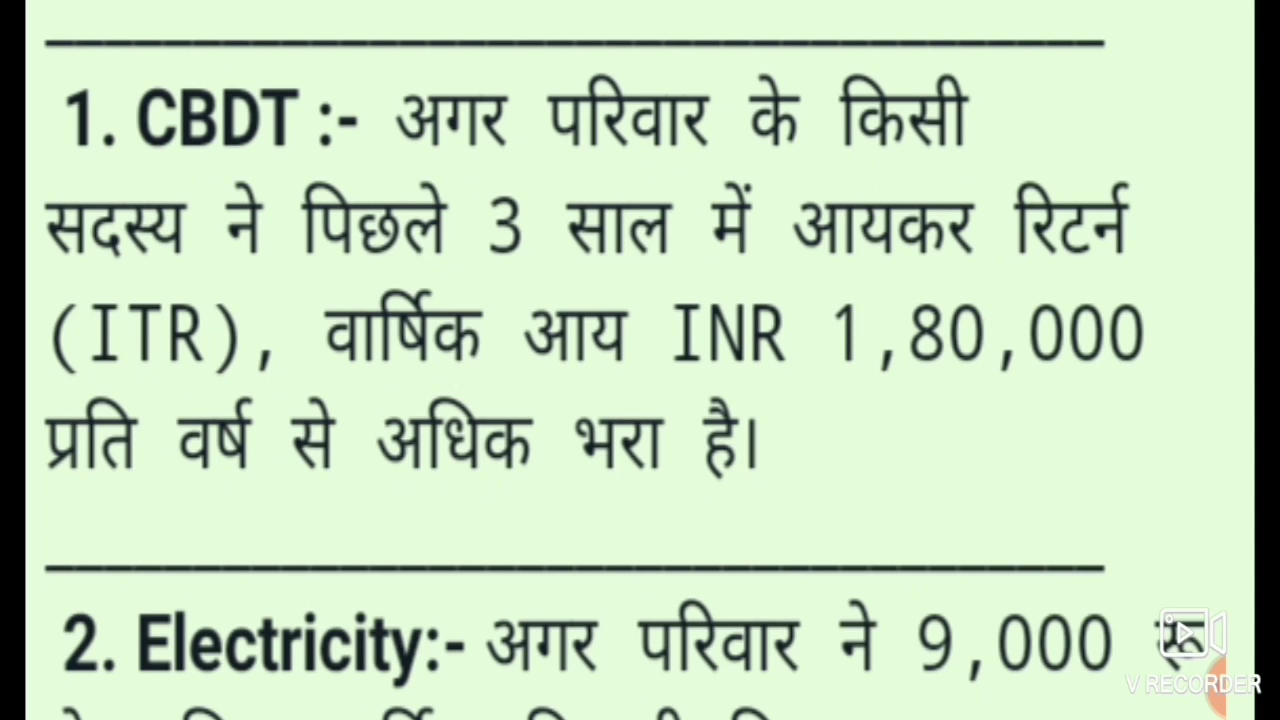 1. CBDT :- अगर परिवार के किसी
सदस्य ने पिछले 3 साल में आयकर रिटर्न
(ITR), वार्षिक आय INR 1,80,000
प्रति वर्ष से अधिक भरा है।
2. Electricity:- अगर परिवार ने 9,000 रू
V RECORDER